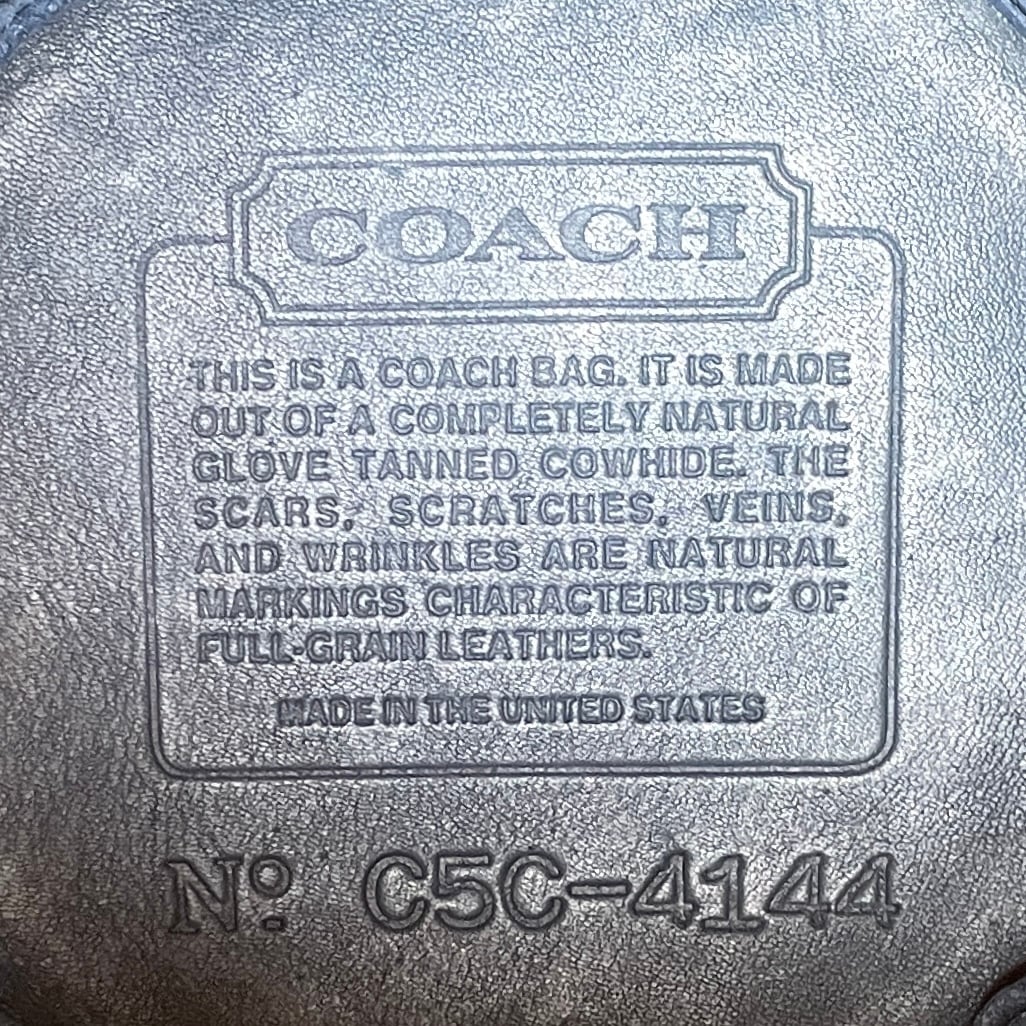 COACH
THIS IS A COACH BAG. IT IS MADE
OUT OF A COMPLETELY NATURAL
GLOVE TANNED COWHIDE. THE
SCARS, SCRATCHES, VEINS,
AND WRINKLES ARE NATURAL
MARKINGS CHARACTERISTIC OF
FULL-GRAIN LEATHERS.
MADE IN THE UNITED STATES
Nº: C5C-4144